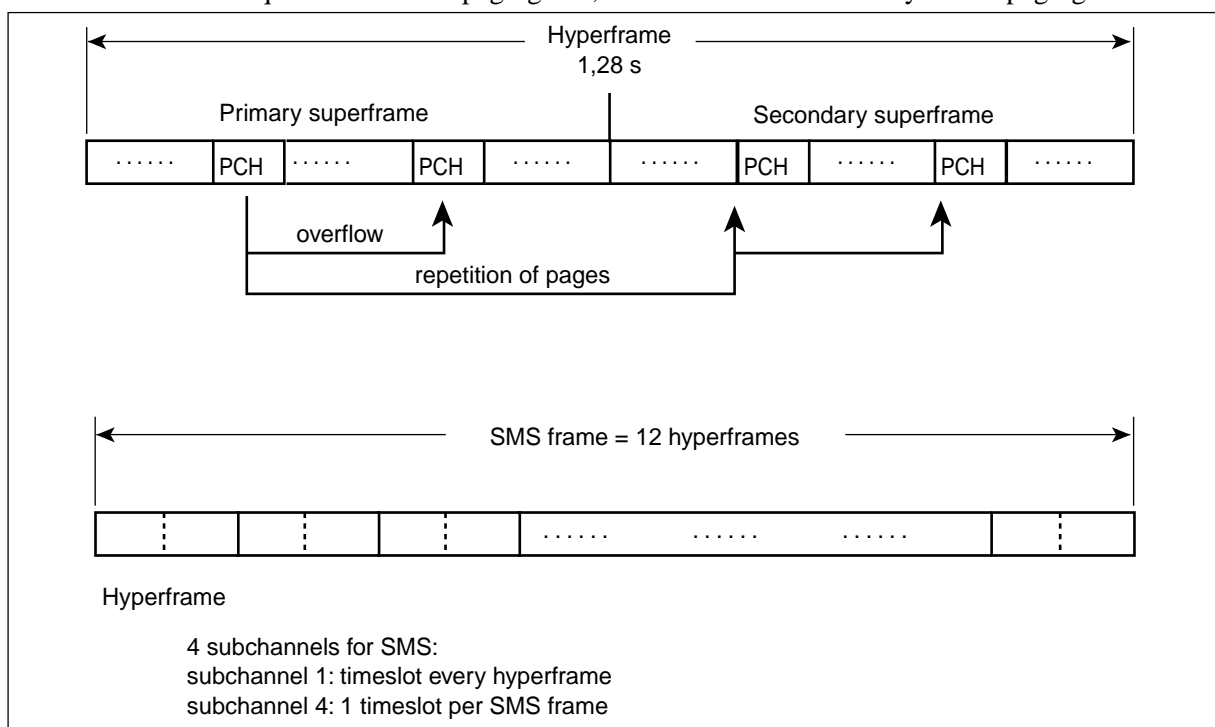 Hyperframe
1,28 s
Primary superframe
Secondary superframe
...... PCH ...... PCH ...... ...... PCH ...... PCH ......
overflow
repetition of pages
SMS frame = 12 hyperframes
...... ...... ......
Hyperframe
4 subchannels for SMS:
subchannel 1: timeslot every hyperframe
subchannel 4: 1 timeslot per SMS frame